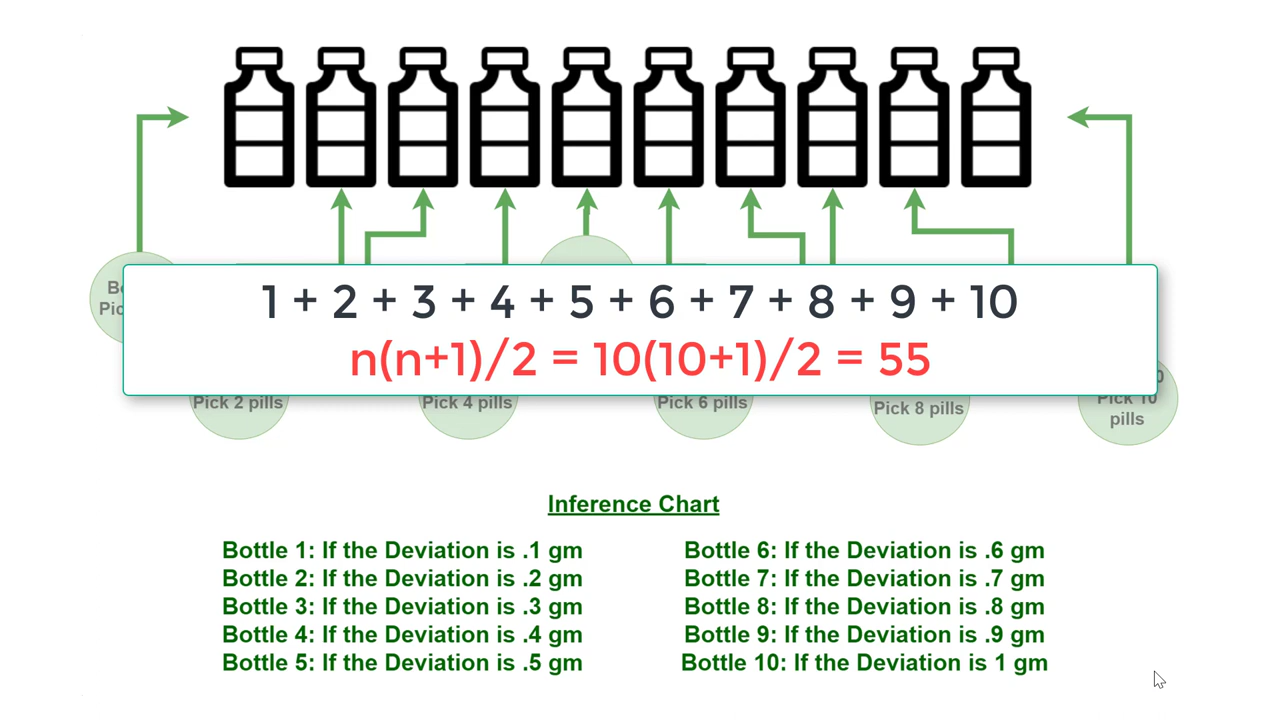 1 + 2 + 3 + 4 + 5 + 6 + 7 + 8 + 9 + 10
n(n+1)/2 = 10(10+1)/2 = 55
Pick 2 pills
Pick 4 pills
Pick 6 pills
Pick 8 pills
Pick 10
pills
Inference Chart
Bottle 1: If the Deviation is .1 gm
Bottle 2: If the Deviation is .2 gm
Bottle 3: If the Deviation is .3 gm
Bottle 4: If the Deviation is .4 gm
Bottle 5: If the Deviation is .5 gm
Bottle 6: If the Deviation is .6 gm
Bottle 7: If the Deviation is .7 gm
Bottle 8: If the Deviation is .8 gm
Bottle 9: If the Deviation is .9 gm
Bottle 10: If the Deviation is 1 gm